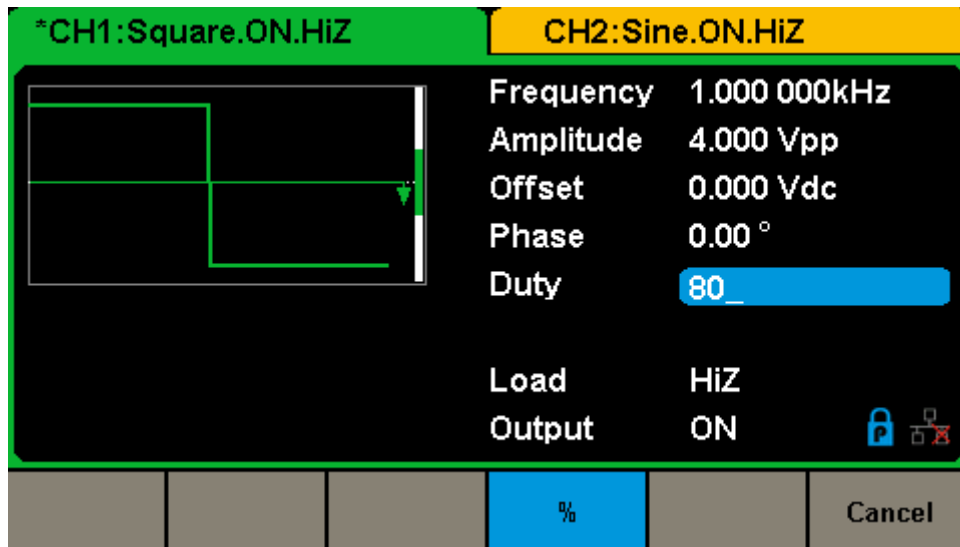 *CH1:Square.ON.HiZ
CH2:Sine.ON.HiZ
Frequency 1.000 000kHz
Amplitude 4.000 Vpp
Offset 0.000 Vdc
Phase 0.00 °
Duty 80_
Load HiZ
Output ON
P
% Cancel